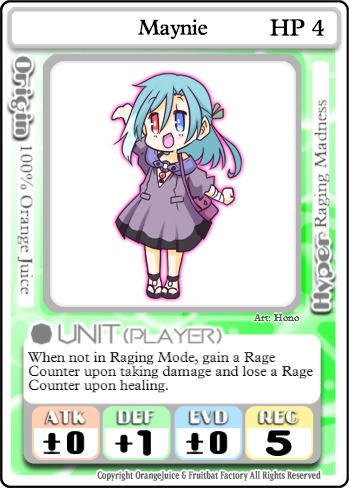 Maynie HP 4
Origin 100% Orange Juice
Hyper Raging Madness
Art: Hono
UNIT(PLAYER)
When not in Raging Mode, gain a Rage
Counter upon taking damage and lose a Rage
Counter upon healing.
ATK DEF EVD REC
±0 +1 ±0 5
Copyright OrangeJuice & Fruitbat Factory All Rights Reserved